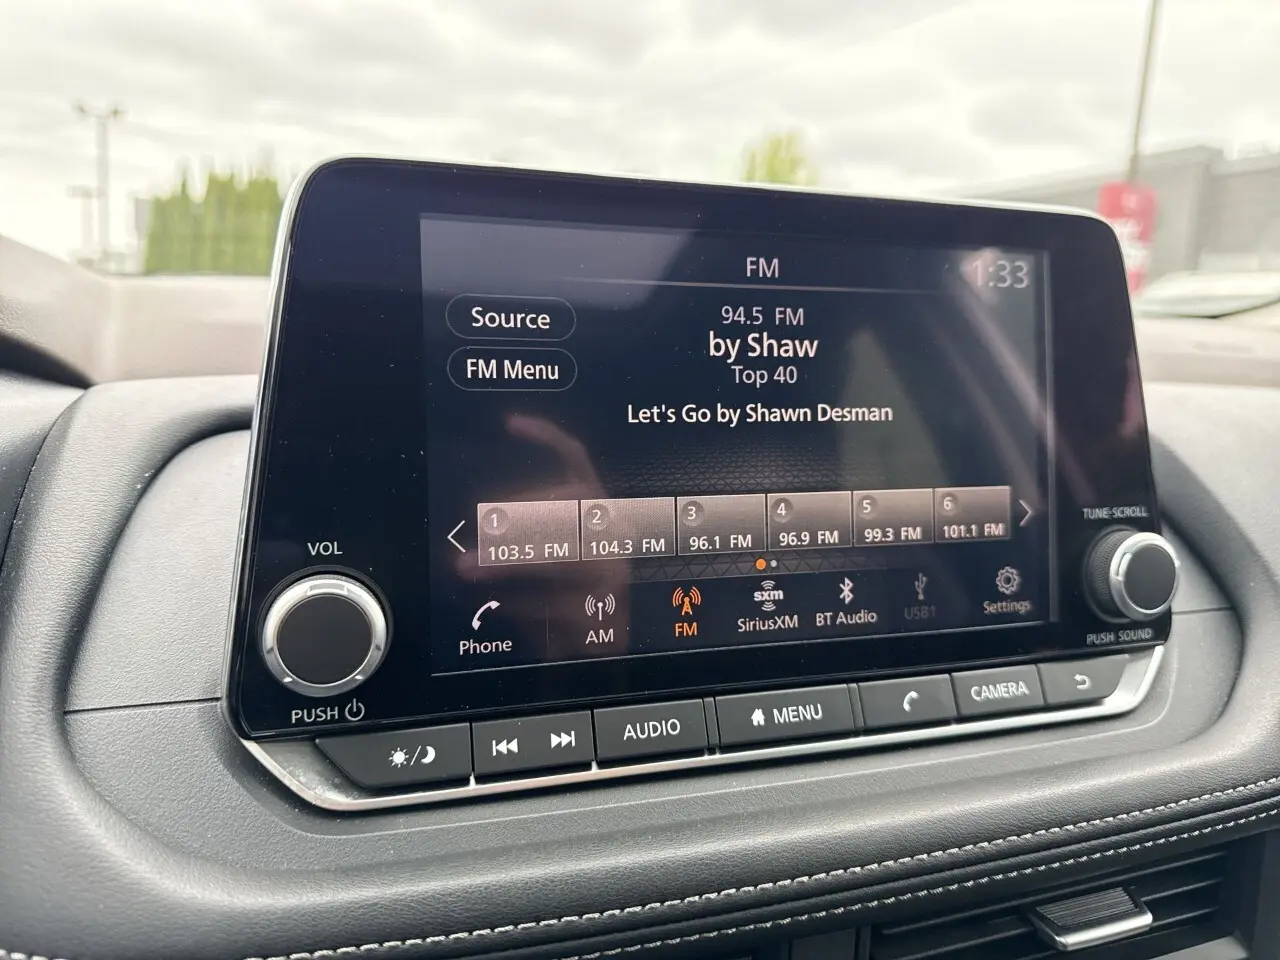 FM
1:33
Source
94.5 FM
by Shaw
FM Menu
Top 40
Let's Go by Shawn Desman
1
2
3
4
5
6
103.5 FM
104.3 FM
96.1 FM
96.9 FM
99.3 FM
101.1 FM
Phone
AM
FM
sxm
SiriusXM
BT Audio
USB1
Settings
VOL
PUSH
TUNE·SCROLL
PUSH SOUND
AUDIO
MENU
CAMERA